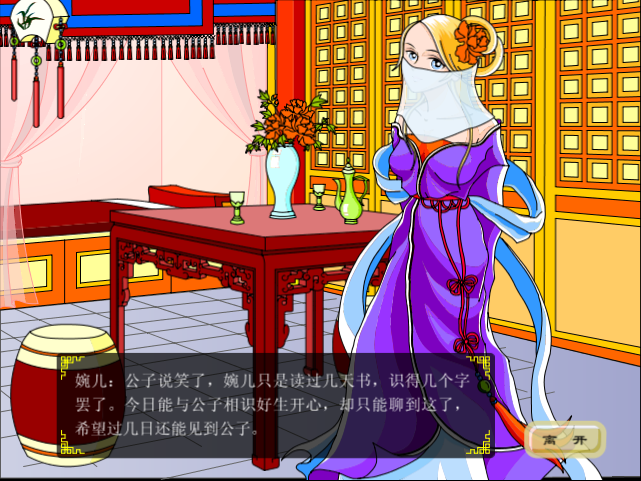 婉儿：公子说笑了，婉儿只是读过几天书，识得几个字
罢了。今日能与公子相识好生开心，却只能聊到这了，
希望过几日还能见到公子。
离 开